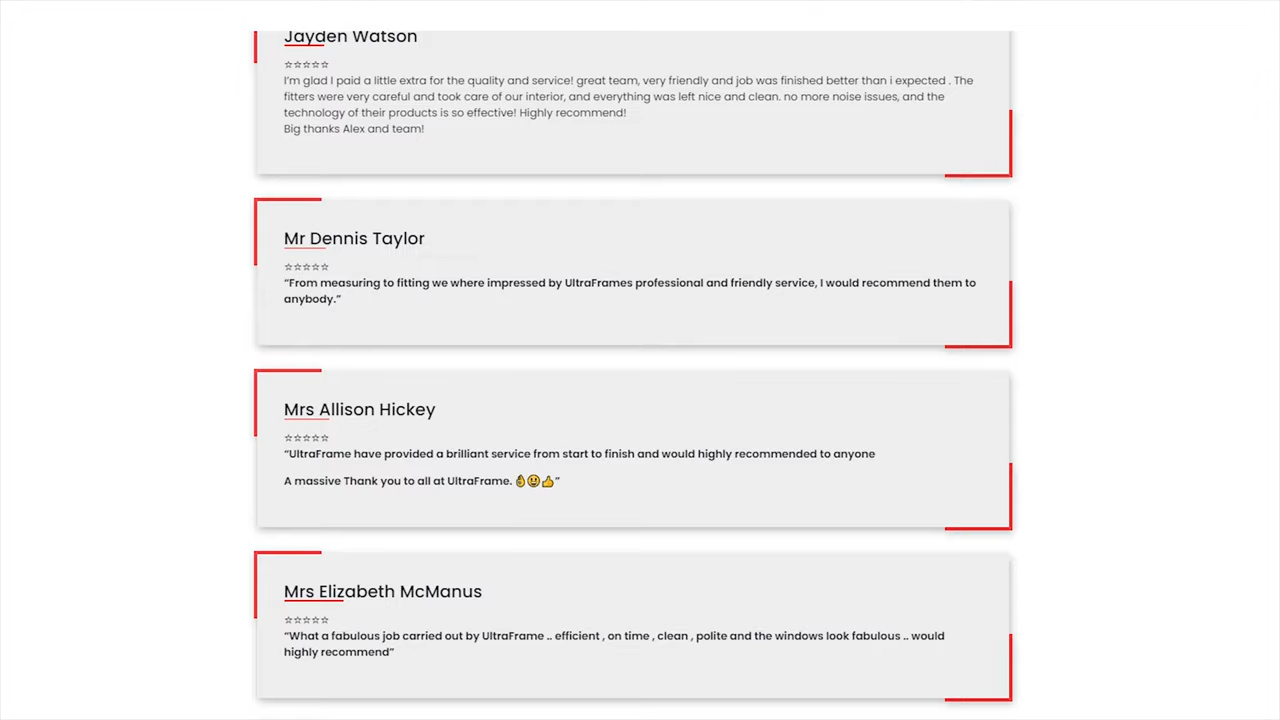 Jayden Watson
☆☆☆☆☆
I'm glad I paid a little extra for the quality and service! great team, very friendly and job was finished better than i expected . The
fitters were very careful and took care of our interior, and everything was left nice and clean. no more noise issues, and the
technology of their products is so effective! Highly recommend!
Big thanks Alex and team!
Mr Dennis Taylor
☆☆☆☆☆
“From measuring to fitting we where impressed by UltraFrames professional and friendly service, I would recommend them to
anybody.”
Mrs Allison Hickey
☆☆☆☆☆
“UltraFrame have provided a brilliant service from start to finish and would highly recommended to anyone
A massive Thank you to all at UltraFrame. 👌😃👍”
Mrs Elizabeth McManus
☆☆☆☆☆
“What a fabulous job carried out by UltraFrame .. efficient , on time , clean , polite and the windows look fabulous .. would
highly recommend”